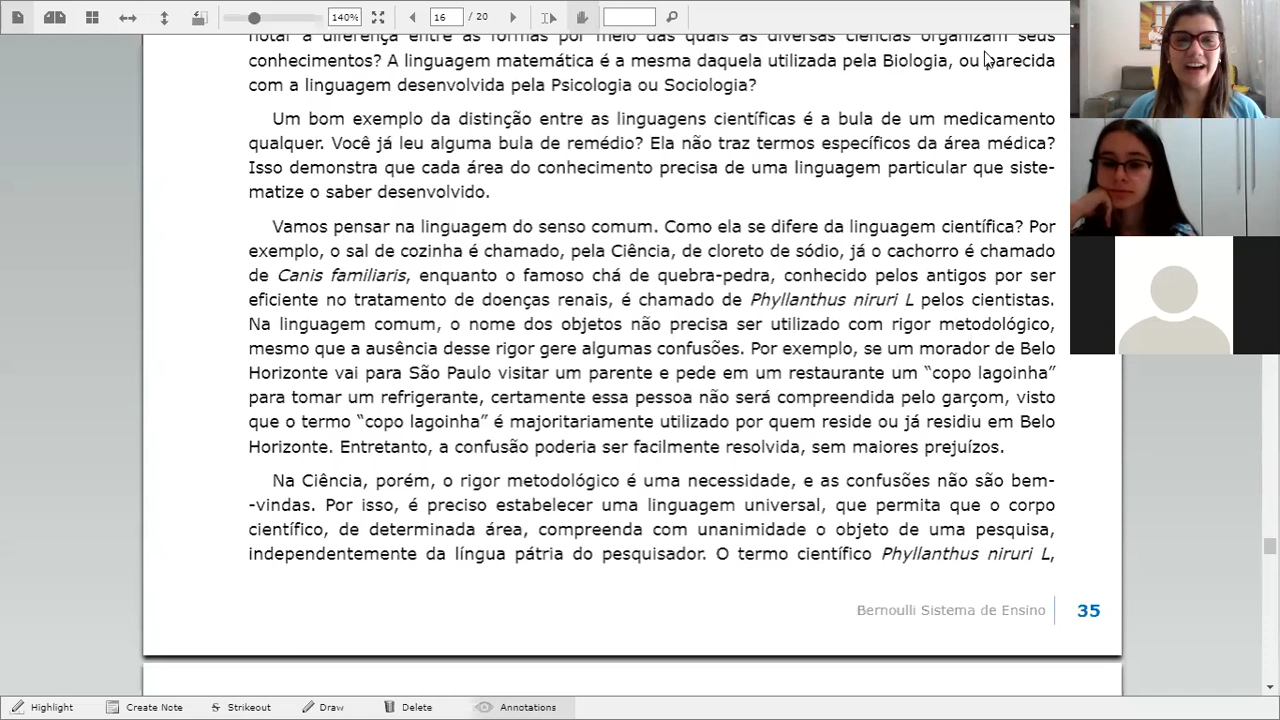 140% 16 / 20
notar a diferença entre as formas por meio das quais as diversas ciências organizam seus
conhecimentos? A linguagem matemática é a mesma daquela utilizada pela Biologia, ou parecida
com a linguagem desenvolvida pela Psicologia ou Sociologia?
Um bom exemplo da distinção entre as linguagens científicas é a bula de um medicamento
qualquer. Você já leu alguma bula de remédio? Ela não traz termos específicos da área médica?
Isso demonstra que cada área do conhecimento precisa de uma linguagem particular que siste-
matize o saber desenvolvido.
Vamos pensar na linguagem do senso comum. Como ela se difere da linguagem científica? Por
exemplo, o sal de cozinha é chamado, pela Ciência, de cloreto de sódio, já o cachorro é chamado
de Canis familiaris, enquanto o famoso chá de quebra-pedra, conhecido pelos antigos por ser
eficiente no tratamento de doenças renais, é chamado de Phyllanthus niruri L pelos cientistas.
Na linguagem comum, o nome dos objetos não precisa ser utilizado com rigor metodológico,
mesmo que a ausência desse rigor gere algumas confusões. Por exemplo, se um morador de Belo
Horizonte vai para São Paulo visitar um parente e pede em um restaurante um “copo lagoinha”
para tomar um refrigerante, certamente essa pessoa não será compreendida pelo garçom, visto
que o termo “copo lagoinha” é majoritariamente utilizado por quem reside ou já residiu em Belo
Horizonte. Entretanto, a confusão poderia ser facilmente resolvida, sem maiores prejuízos.
Na Ciência, porém, o rigor metodológico é uma necessidade, e as confusões não são bem-
-vindas. Por isso, é preciso estabelecer uma linguagem universal, que permita que o corpo
científico, de determinada área, compreenda com unanimidade o objeto de uma pesquisa,
independentemente da língua pátria do pesquisador. O termo científico Phyllanthus niruri L,
Bernoulli Sistema de Ensino 35
Highlight Create Note Strikeout Draw Delete Annotations